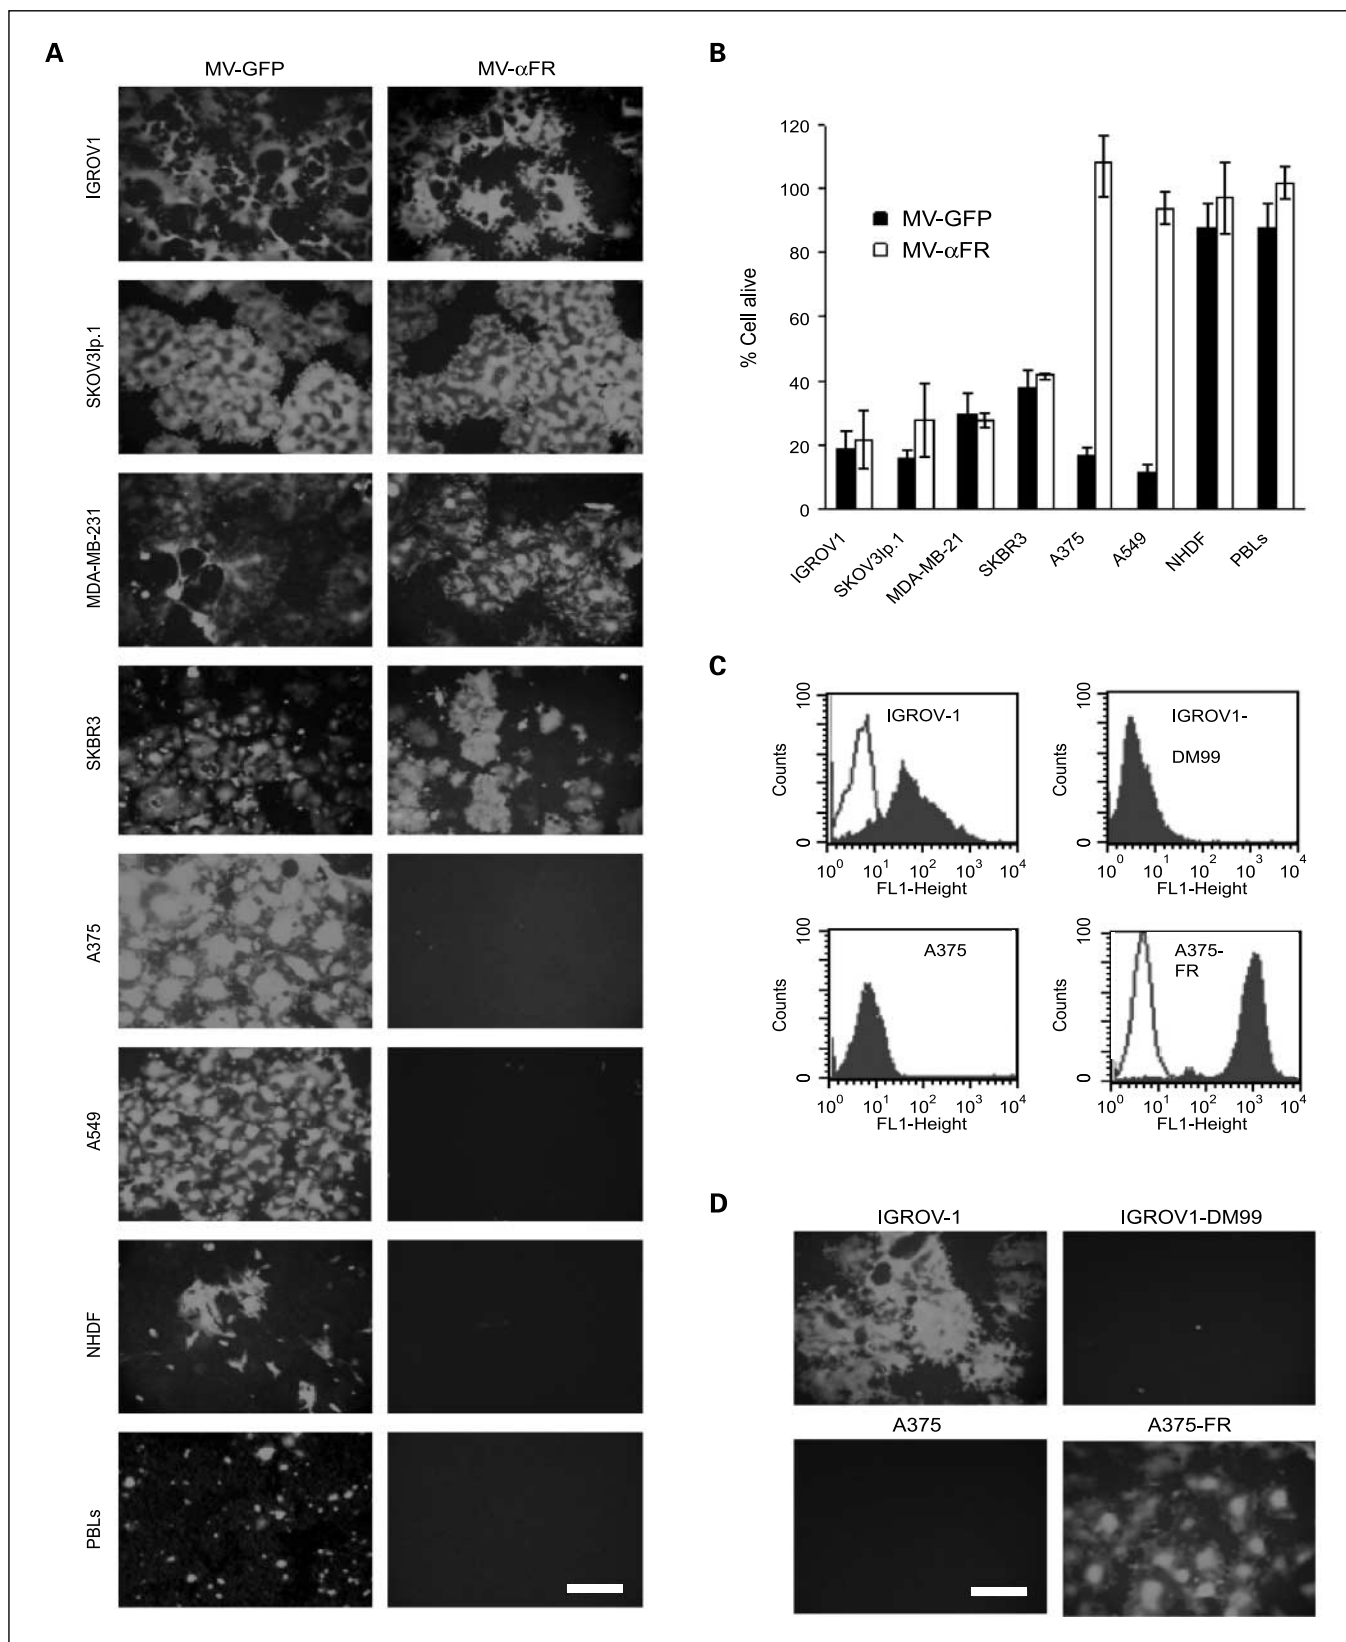 A
MV-GFP
MV-αFR
IGROV1
SKOV3Ip.1
MDA-MB-231
SKBR3
A375
A549
NHDF
PBLs
B
120
100
80
60
40
20
0
% Cell alive
MV-GFP
MV-αFR
IGROV1
SKOV3Ip.1
MDA-MB-21
SKBR3
A375
A549
NHDF
PBLs
C
100
0
Counts
IGROV-1
10^0 10^1 10^2 10^3 10^4
FL1-Height
100
0
Counts
IGROV1-
DM99
10^0 10^1 10^2 10^3 10^4
FL1-Height
100
0
Counts
A375
10^0 10^1 10^2 10^3 10^4
FL1-Height
100
0
Counts
A375-
FR
10^0 10^1 10^2 10^3 10^4
FL1-Height
D
IGROV-1
IGROV1-DM99
A375
A375-FR